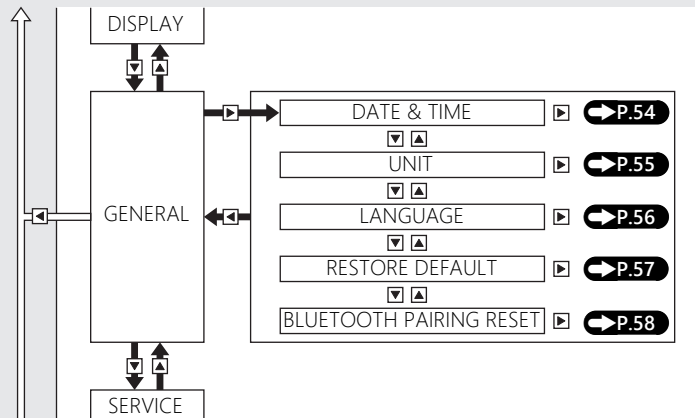 DISPLAY
GENERAL
DATE & TIME P.54
UNIT P.55
LANGUAGE P.56
RESTORE DEFAULT P.57
BLUETOOTH PAIRING RESET P.58
SERVICE